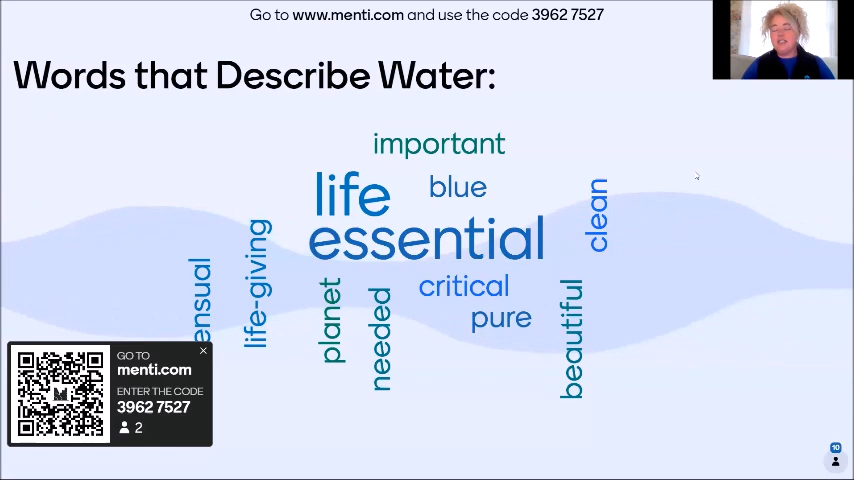 Go to www.menti.com and use the code 3962 7527
Words that Describe Water:
important
life
blue
clean
essential
life-giving
ensual
planet
needed
critical
pure
beautiful
GO TO
menti.com
ENTER THE CODE
3962 7527
2
10